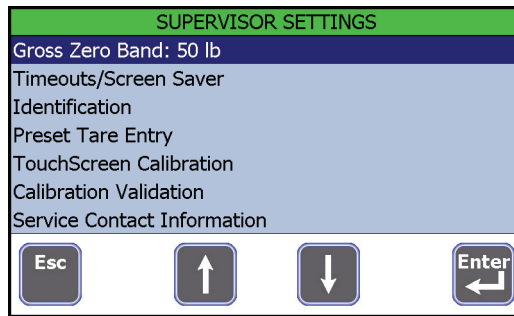 SUPERVISOR SETTINGS
Gross Zero Band: 50 lb
Timeouts/Screen Saver
Identification
Preset Tare Entry
TouchScreen Calibration
Calibration Validation
Service Contact Information
Esc
Enter